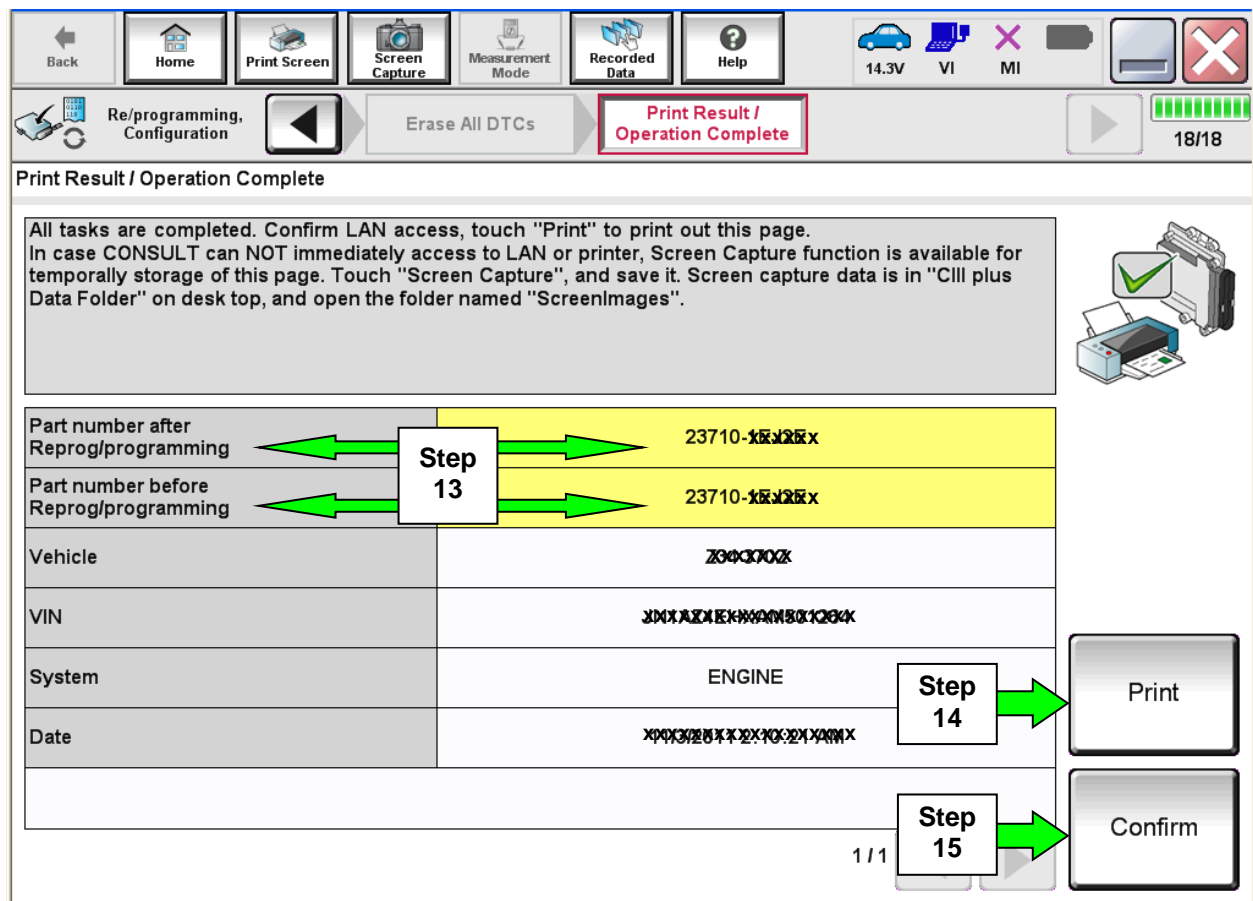 Back
Home
Print Screen
Screen
Capture
Measurement
Mode
Recorded
Data
Help
14.3V
VI
MI
Re/programming,
Configuration
Erase All DTCs
Print Result /
Operation Complete
18/18
Print Result / Operation Complete
All tasks are completed. Confirm LAN access, touch "Print" to print out this page.
In case CONSULT can NOT immediately access to LAN or printer, Screen Capture function is available for
temporally storage of this page. Touch "Screen Capture", and save it. Screen capture data is in "CIII plus
Data Folder" on desk top, and open the folder named "ScreenImages".
Part number after
Reprog/programming
23710-
Step
13
Part number before
Reprog/programming
23710-
Vehicle
VIN
System
ENGINE
Date
Step
14
Print
Step
15
Confirm
1/1